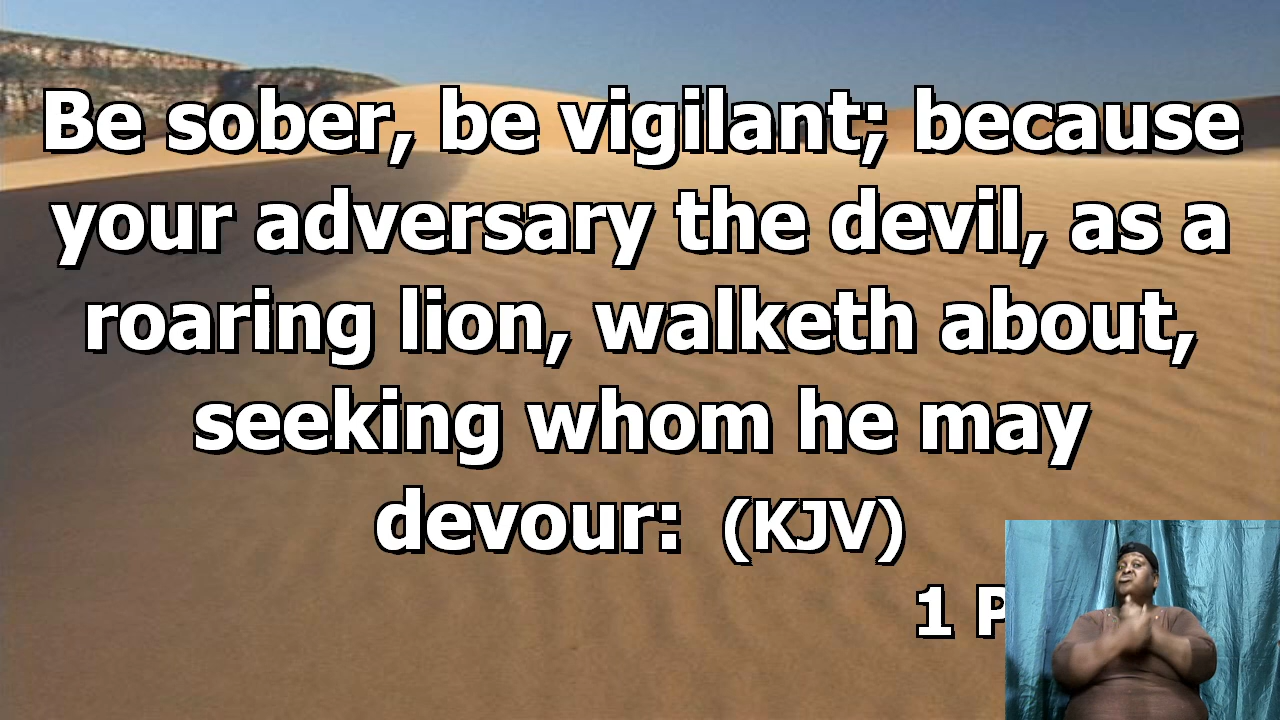 Be sober, be vigilant; because
your adversary the devil, as a
roaring lion, walketh about,
seeking whom he may
devour: (KJV)
1 P